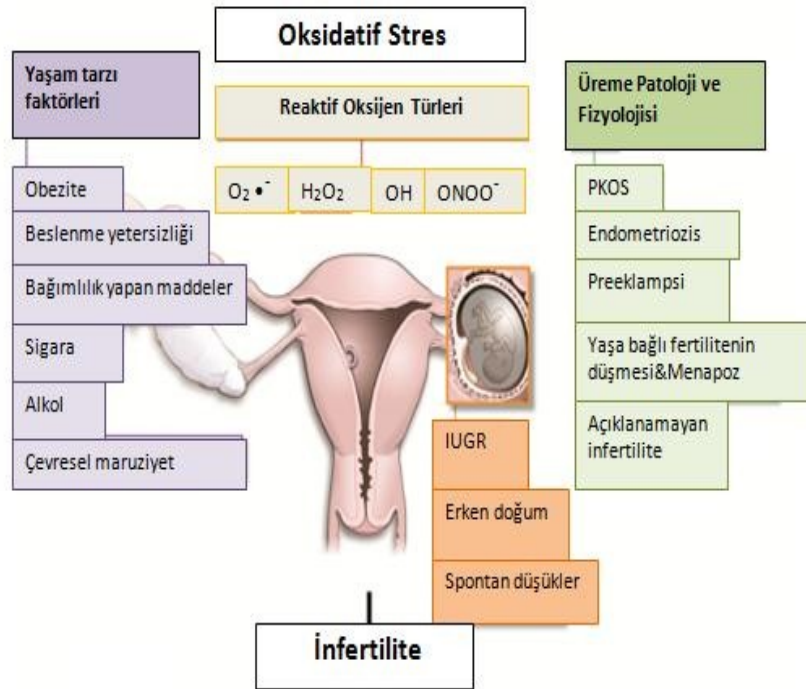 Oksidatif Stres
Yaşam tarzı
faktörleri
Obezite
Beslenme yetersizliği
Bağımlılık yapan maddeler
Sigara
Alkol
Çevresel maruziyet
Reaktif Oksijen Türleri
O₂ •⁻
H₂O₂
OH
ONOO⁻
IUGR
Erken doğum
Spontan düşükler
Üreme Patoloji ve
Fizyolojisi
PKOS
Endometriozis
Preeklampsi
Yaşa bağlı fertilitenin
düşmesi&Menapoz
Açıklanamayan
infertilite
İnfertilite